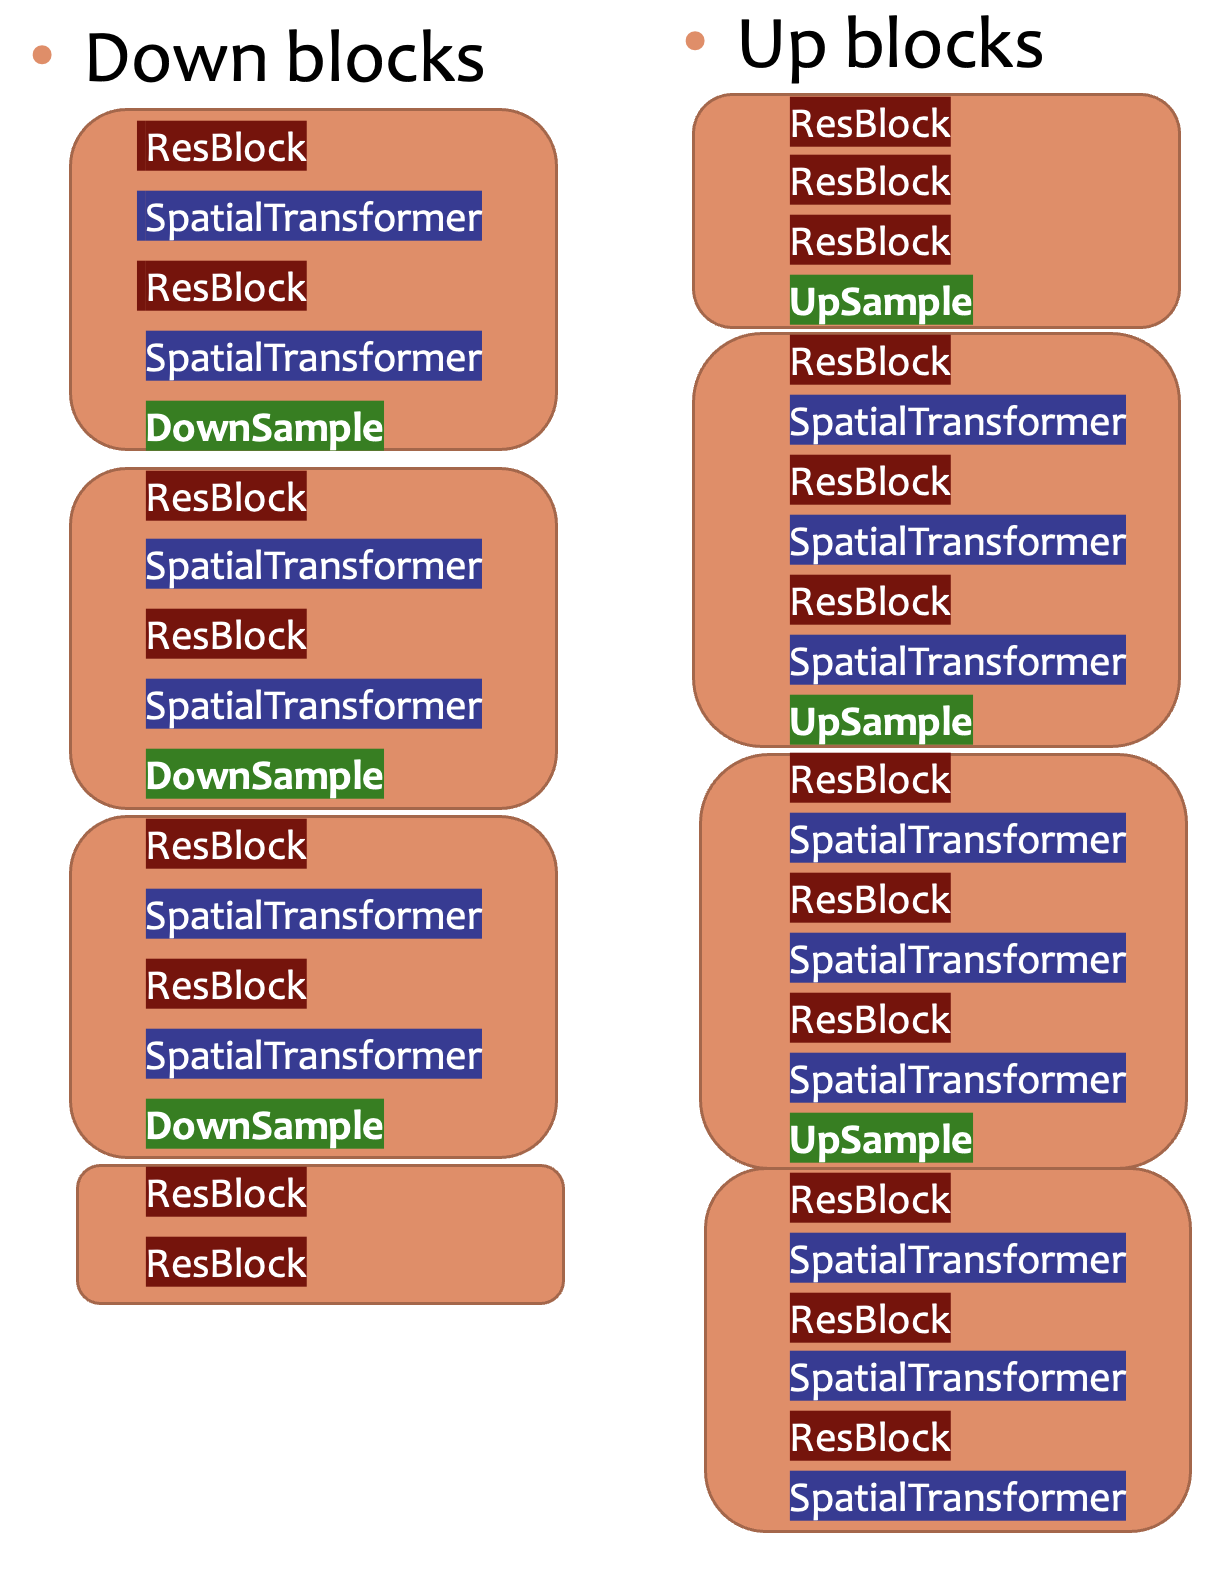 • Down blocks
ResBlock
SpatialTransformer
ResBlock
SpatialTransformer
DownSample
ResBlock
SpatialTransformer
ResBlock
SpatialTransformer
DownSample
ResBlock
SpatialTransformer
ResBlock
SpatialTransformer
DownSample
ResBlock
ResBlock
• Up blocks
ResBlock
ResBlock
ResBlock
UpSample
ResBlock
SpatialTransformer
ResBlock
SpatialTransformer
ResBlock
SpatialTransformer
UpSample
ResBlock
SpatialTransformer
ResBlock
SpatialTransformer
ResBlock
SpatialTransformer
UpSample
ResBlock
SpatialTransformer
ResBlock
SpatialTransformer
ResBlock
SpatialTransformer